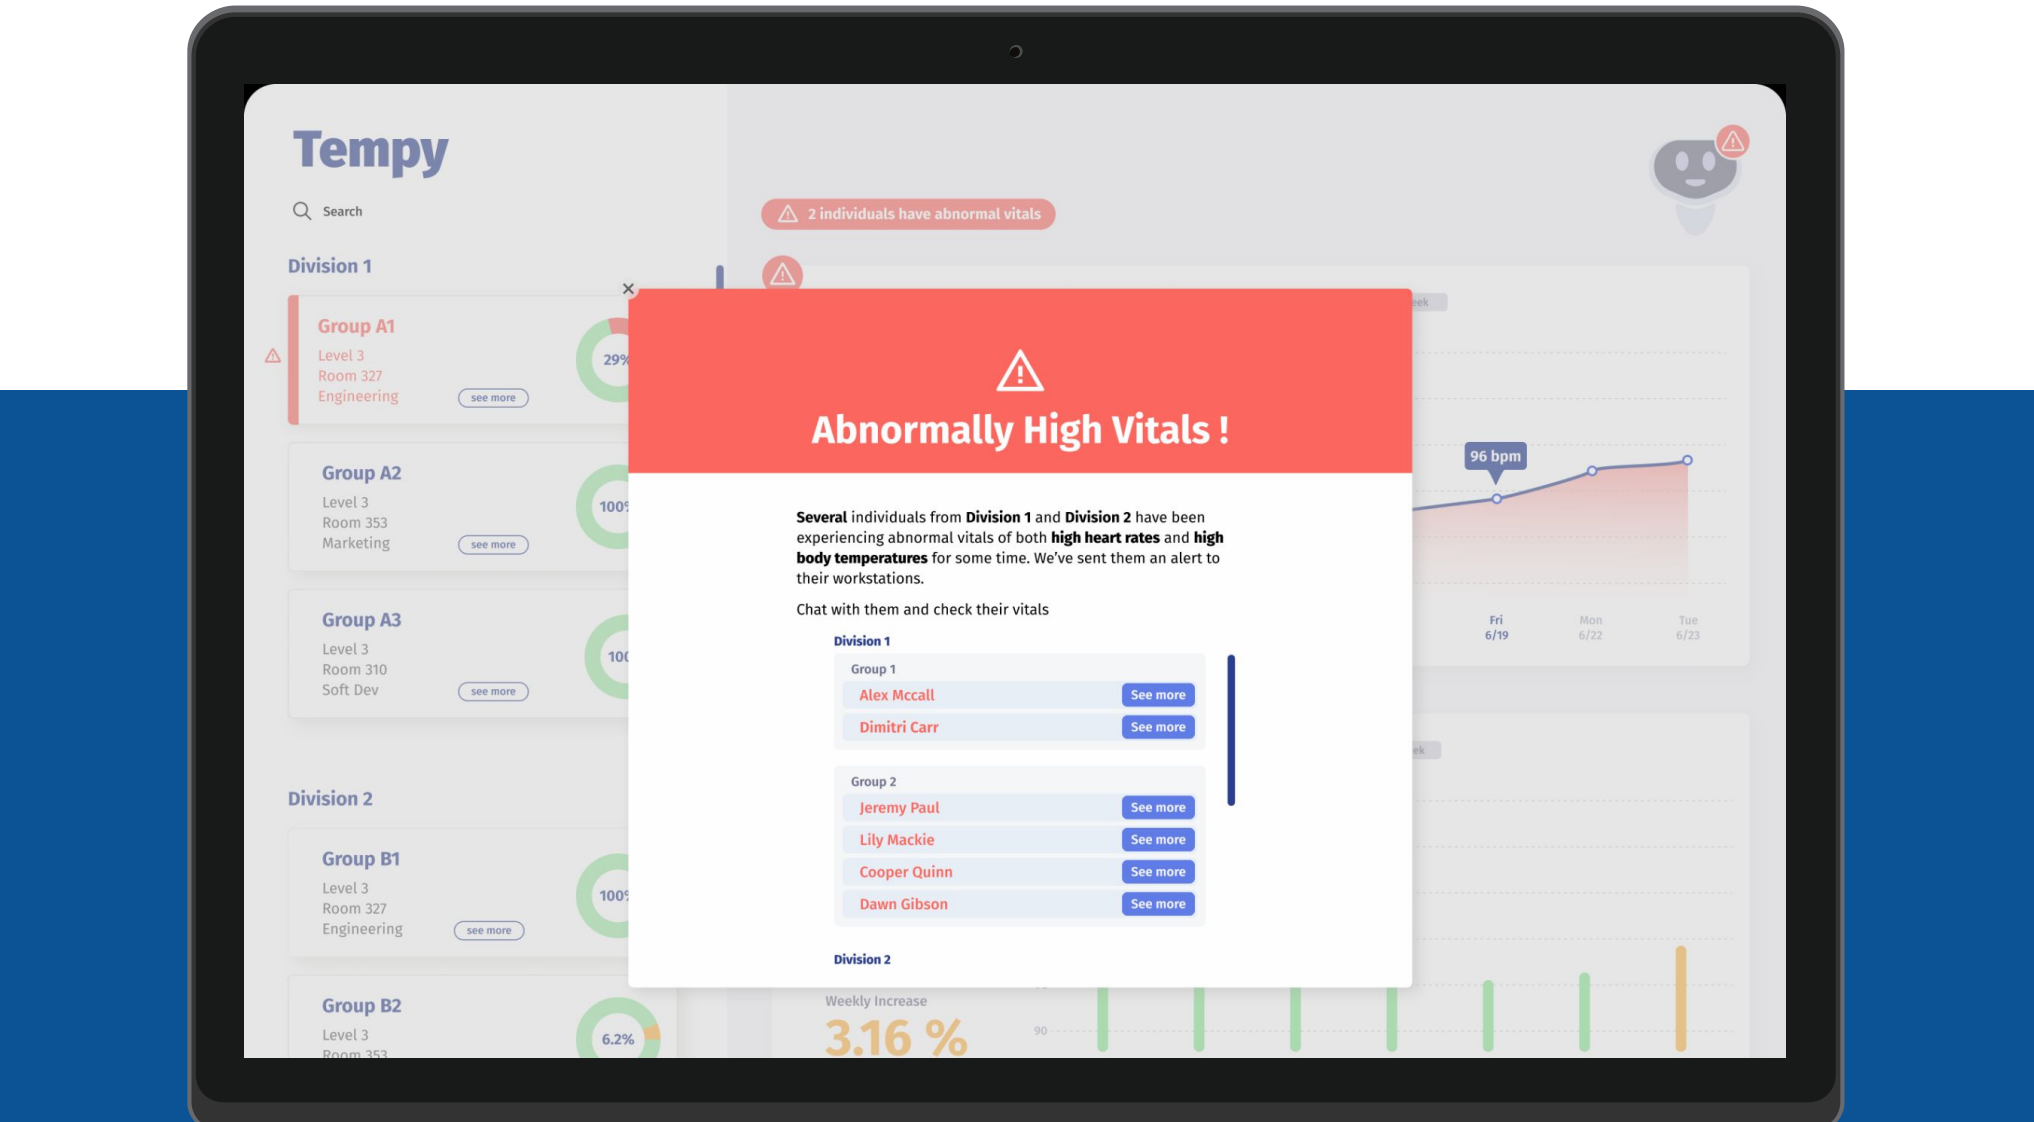 Tempy
Search
2 individuals have abnormal vitals
Division 1
Group A1
Level 3
Room 327
Engineering
see more
29%
Group A2
Level 3
Room 353
Marketing
see more
100%
Group A3
Level 3
Room 310
Soft Dev
see more
Division 2
Group B1
Level 3
Room 327
Engineering
see more
100%
Group B2
Level 3
Room 353
6.2%
Abnormally High Vitals !
Several individuals from Division 1 and Division 2 have been
experiencing abnormal vitals of both high heart rates and high
body temperatures for some time. We've sent them an alert to
their workstations.
Chat with them and check their vitals
Division 1
Group 1
Alex Mccall See more
Dimitri Carr See more
Group 2
Jeremy Paul See more
Lily Mackie See more
Cooper Quinn See more
Dawn Gibson See more
Division 2
96 bpm
Fri
6/19
Mon
6/22
Tue
6/23
Weekly Increase
3.16 %
90